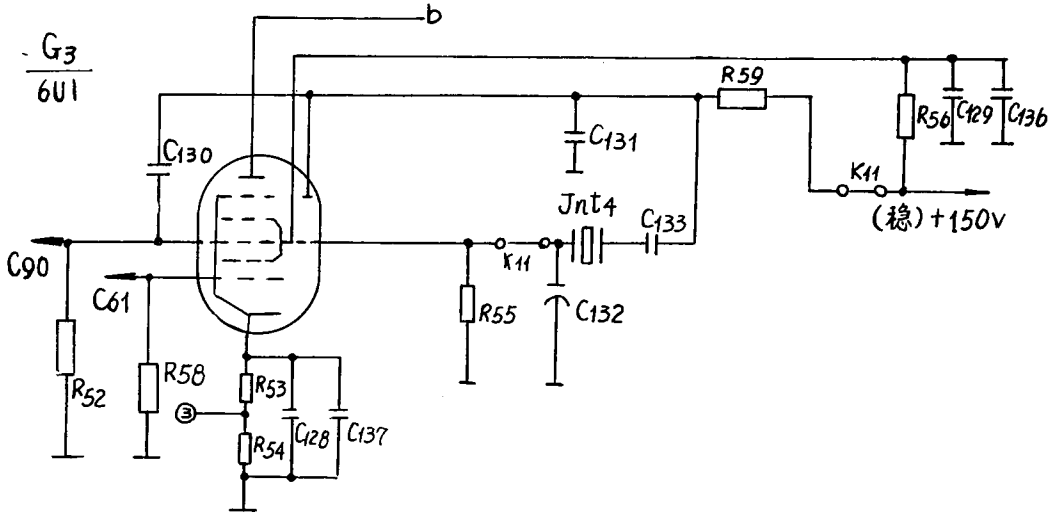 b
G3
6U1
R59
R56
C129
C136
C130
C131
K11
Jnt4
C133
(稳)+150V
C90
K11
C61
R55
C132
R52
R58
R53
③
R54
C128
C137